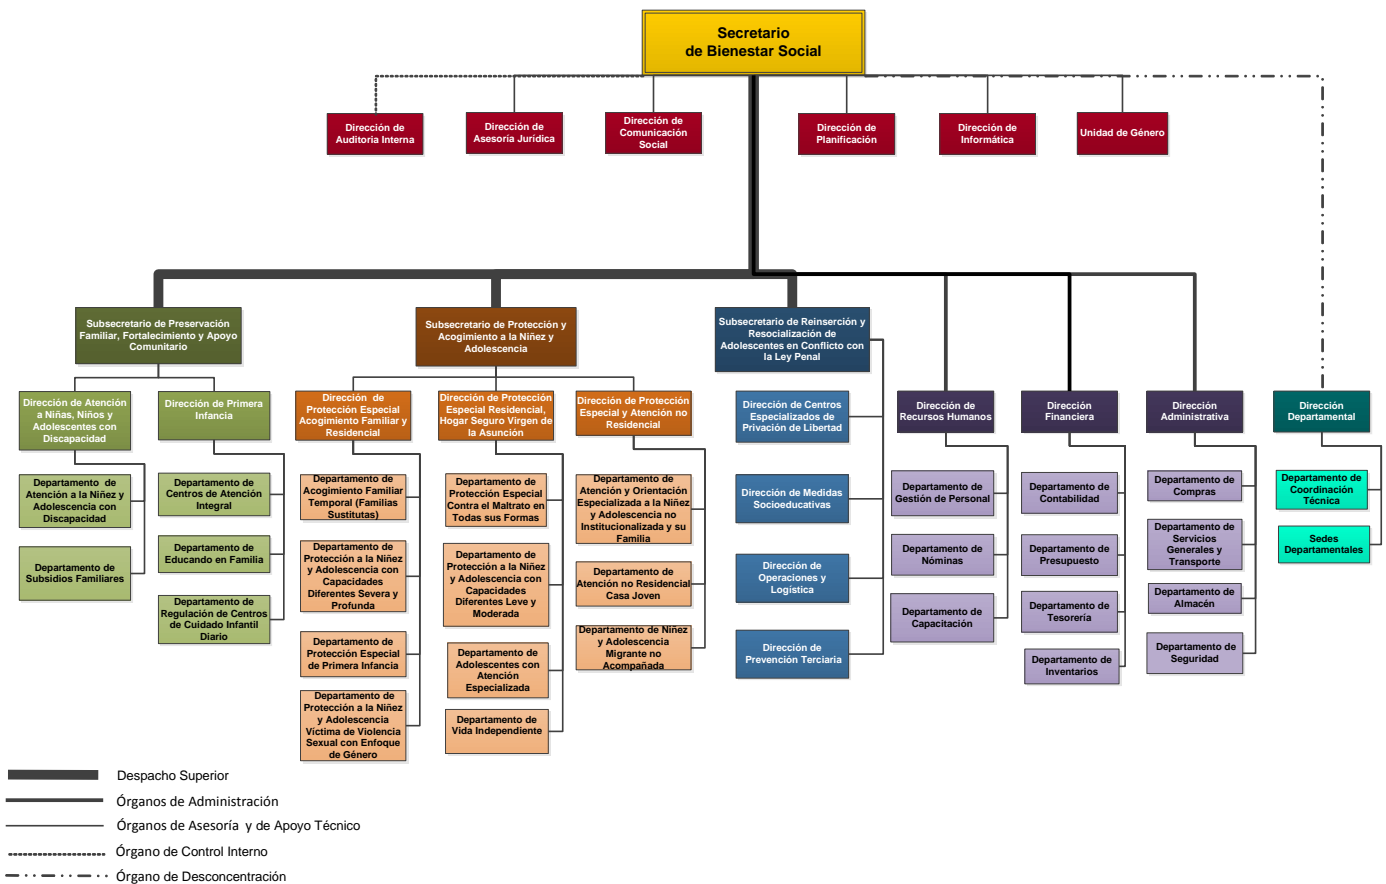 Secretario
de Bienestar Social
Dirección de
Auditoria Interna
Dirección de
Asesoría Jurídica
Dirección de
Comunicación
Social
Dirección de
Planificación
Dirección de
Informática
Unidad de Género
Subsecretario de Preservación
Familiar, Fortalecimiento y Apoyo
Comunitario
Subsecretario de Protección y
Acogimiento a la Niñez y
Adolescencia
Subsecretario de Reinserción y
Resocialización de
Adolescentes en Conflicto con
la Ley Penal
Dirección de Atención
a Niñas, Niños y
Adolescentes con
Discapacidad
Dirección de Primera
Infancia
Dirección de
Protección Especial
Acogimiento Familiar y
Residencial
Dirección de Protección
Especial Residencial,
Hogar Seguro Virgen de
la Asunción
Dirección de Protección
Especial y Atención no
Residencial
Dirección de Centros
Especializados de
Privación de Libertad
Dirección de
Recursos Humanos
Dirección
Financiera
Dirección
Administrativa
Dirección
Departamental
Departamento de
Atención a la Niñez y
Adolescencia con
Discapacidad
Departamento de
Subsidios Familiares
Departamento de
Centros de Atención
Integral
Departamento de
Educando en Familia
Departamento de
Regulación de Centros
de Cuidado Infantil
Diario
Departamento de
Acogimiento Familiar
Temporal (Familias
Sustitutas)
Departamento de
Protección a la Niñez
y Adolescencia con
Capacidades
Diferentes Severa y
Profunda
Departamento de
Protección Especial
de Primera Infancia
Departamento de
Protección a la Niñez
y Adolescencia
Víctima de Violencia
Sexual con Enfoque
de Género
Departamento de
Protección Especial
Contra el Maltrato en
Todas sus Formas
Departamento de
Protección a la Niñez
y Adolescencia con
Capacidades
Diferentes Leve y
Moderada
Departamento de
Adolescentes con
Atención
Especializada
Departamento de
Vida Independiente
Departamento de
Atención y Orientación
Especializada a la Niñez
y Adolescencia no
Institucionalizada y su
Familia
Departamento de
Atención no Residencial
Casa Joven
Departamento de Niñez
y Adolescencia
Migrante no
Acompañada
Dirección de Medidas
Socioeducativas
Dirección de
Operaciones y
Logística
Dirección de
Prevención Terciaria
Departamento de
Gestión de Personal
Departamento de
Nóminas
Departamento de
Capacitación
Departamento de
Contabilidad
Departamento de
Presupuesto
Departamento de
Tesorería
Departamento de
Inventarios
Departamento de
Compras
Departamento de
Servicios
Generales y
Transporte
Departamento de
Almacén
Departamento de
Seguridad
Departamento de
Coordinación
Técnica
Sedes
Departamentales
Despacho Superior
Órganos de Administración
Órganos de Asesoría y de Apoyo Técnico
Órgano de Control Interno
Órgano de Desconcentración